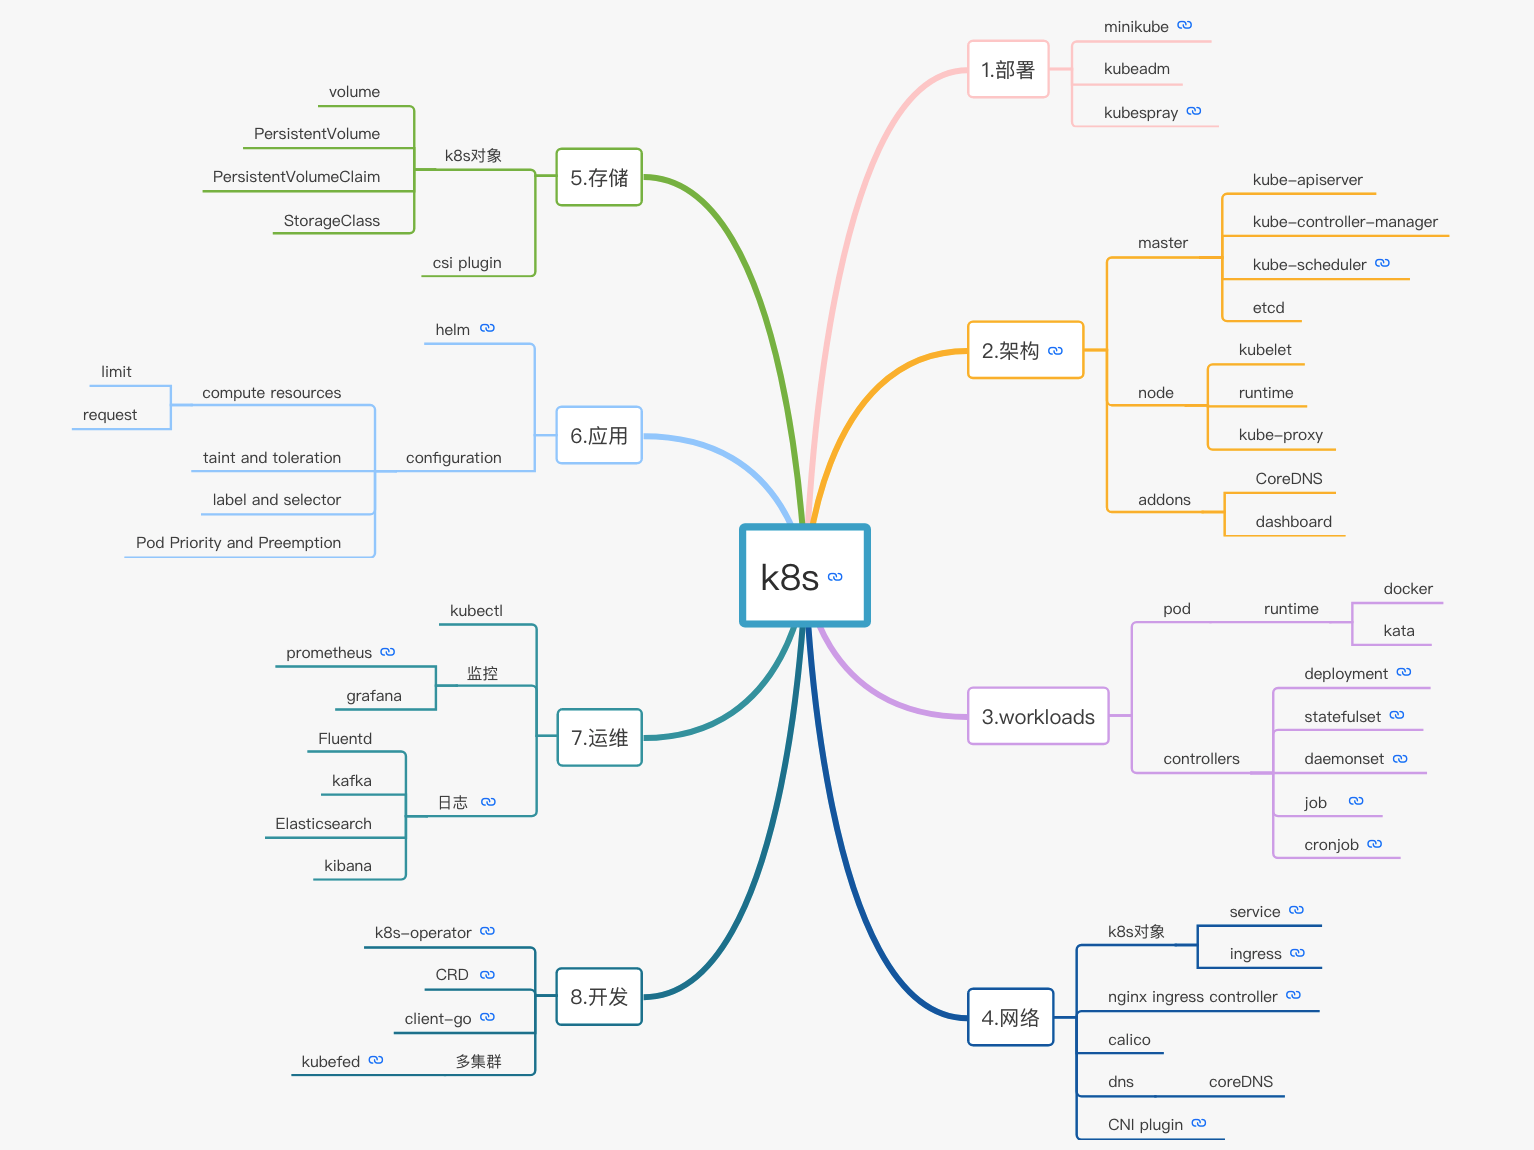 k8s
1.部署
minikube
kubeadm
kubespray
2.架构
master
kube-apiserver
kube-controller-manager
kube-scheduler
etcd
node
kubelet
runtime
kube-proxy
addons
CoreDNS
dashboard
3.workloads
pod
runtime
docker
kata
controllers
deployment
statefulset
daemonset
job
cronjob
4.网络
k8s对象
service
ingress
nginx ingress controller
calico
dns
coreDNS
CNI plugin
5.存储
k8s对象
volume
PersistentVolume
PersistentVolumeClaim
StorageClass
csi plugin
6.应用
helm
configuration
compute resources
limit
request
taint and toleration
label and selector
Pod Priority and Preemption
7.运维
kubectl
监控
prometheus
grafana
日志
Fluentd
kafka
Elasticsearch
kibana
8.开发
k8s-operator
CRD
client-go
多集群
kubefed